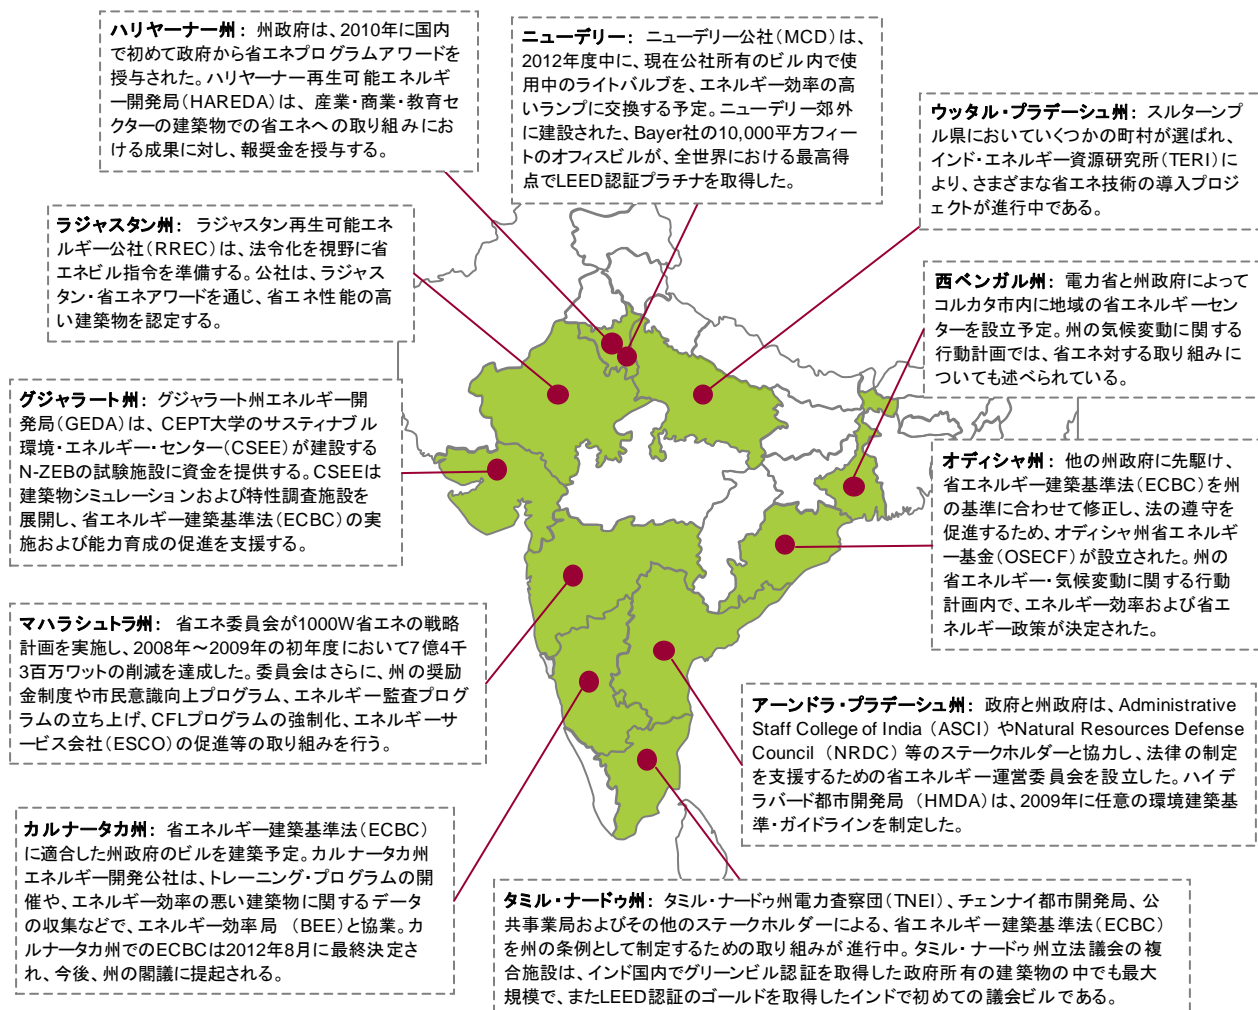 ハリヤーナー州： 州政府は、2010年に国内
で初めて政府から省エネプログラムアワードを
授与された。ハリヤーナー再生可能エネルギ
ー開発局（HAREDA）は、 産業・商業・教育セ
クターの建築物での省エネへの取り組みにお
ける成果に対し、報奨金を授与する。
ニューデリー： ニューデリー公社（MCD）は、
2012年度中に、現在公社所有のビル内で使
用中のライトバルブを、エネルギー効率の高
いランプに交換する予定。ニューデリー郊外
に建設された、Bayer社の10,000平方フィー
トのオフィスビルが、全世界における最高得
点でLEED認証プラチナを取得した。
ウッタル・プラデーシュ州： スルターンプ
ル県においていくつかの町村が選ばれ、
インド・エネルギー資源研究所（TERI）に
より、さまざまな省エネ技術の導入プロジ
ェクトが進行中である。
ラジャスタン州： ラジャスタン再生可能エネ
ルギー公社（RREC）は、法令化を視野に省
エネビル指令を準備する。公社は、ラジャス
タン・省エネアワードを通じ、省エネ性能の高
い建築物を認定する。
西ベンガル州： 電力省と州政府によって
コルカタ市内に地域の省エネルギーセン
ターを設立予定。州の気候変動に関する
行動計画では、省エネ対する取り組みに
ついても述べられている。
グジャラート州： グジャラート州エネルギー開
発局（GEDA）は、CEPT大学のサスティナブル
環境・エネルギー・センター（CSEE）が建設する
N-ZEBの試験施設に資金を提供する。CSEEは
建築物シミュレーションおよび特性調査施設を
展開し、省エネルギー建築基準法（ECBC）の実
施および能力育成の促進を支援する。
オディシャ州： 他の州政府に先駆け、
省エネルギー建築基準法（ECBC）を州
の基準に合わせて修正し、法の遵守を
促進するため、オディシャ州省エネルギ
ー基金（OSECF）が設立された。州の
省エネルギー・気候変動に関する行動
計画内で、エネルギー効率および省エ
ネルギー政策が決定された。
マハラシュトラ州： 省エネ委員会が1000W省エネの戦略
計画を実施し、2008年～2009年の初年度において7億4千
3百万ワットの削減を達成した。委員会はさらに、州の奨励
金制度や市民意識向上プログラム、エネルギー監査プログ
ラムの立ち上げ、CFLプログラムの強制化、エネルギーサ
ービス会社（ESCO）の促進等の取り組みを行う。
アーンドラ・プラデーシュ州： 政府と州政府は、Administrative
Staff College of India （ASCI） やNatural Resources Defense
Council （NRDC） 等のステークホルダーと協力し、法律の制定
を支援するための省エネルギー運営委員会を設立した。ハイデ
ラバード都市開発局 （HMDA）は、2009年に任意の環境建築基
準・ガイドラインを制定した。
カルナータカ州： 省エネルギー建築基準法（ECBC）
に適合した州政府のビルを建築予定。カルナータカ州
エネルギー開発公社は、トレーニング・プログラムの開
催や、エネルギー効率の悪い建築物に関するデータ
の収集などで、エネルギー効率局 （BEE）と協業。カ
ルナータカ州でのECBCは2012年8月に最終決定さ
れ、今後、州の閣議に提起される。
タミル・ナードゥ州： タミル・ナードゥ州電力査察団（TNEI）、チェンナイ都市開発局、公
共事業局およびその他のステークホルダーによる、省エネルギー建築基準法（ECBC）
を州の条例として制定するための取り組みが進行中。タミル・ナードゥ州立法議会の複
合施設は、インド国内でグリーンビル認証を取得した政府所有の建築物の中でも最大
規模で、またLEED認証のゴールドを取得したインドで初めての議会ビルである。